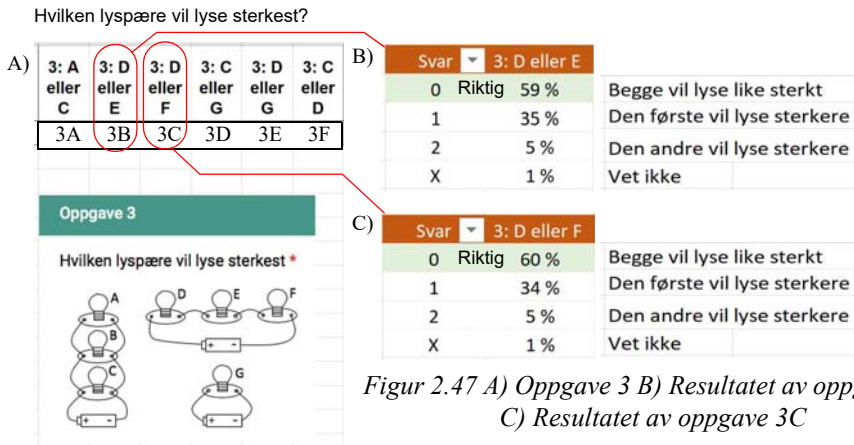 Hvilken lyspære vil lyse sterkest?
A)
3: A eller C
3: D eller E
3: D eller F
3: C eller G
3: D eller G
3: C eller D
3A 3B 3C 3D 3E 3F
Oppgave 3
Hvilken lyspære vil lyse sterkest *
A
B
C
D E F
G
+ -
+ -
+ -
B)
Svar 3: D eller E
0 Riktig 59 % Begge vil lyse like sterkt
1 35 % Den første vil lyse sterkere
2 5 % Den andre vil lyse sterkere
X 1 % Vet ikke
C)
Svar 3: D eller F
0 Riktig 60 % Begge vil lyse like sterkt
1 34 % Den første vil lyse sterkere
2 5 % Den andre vil lyse sterkere
X 1 % Vet ikke
Figur 2.47 A) Oppgave 3 B) Resultatet av
C) Resultatet av oppgave 3C